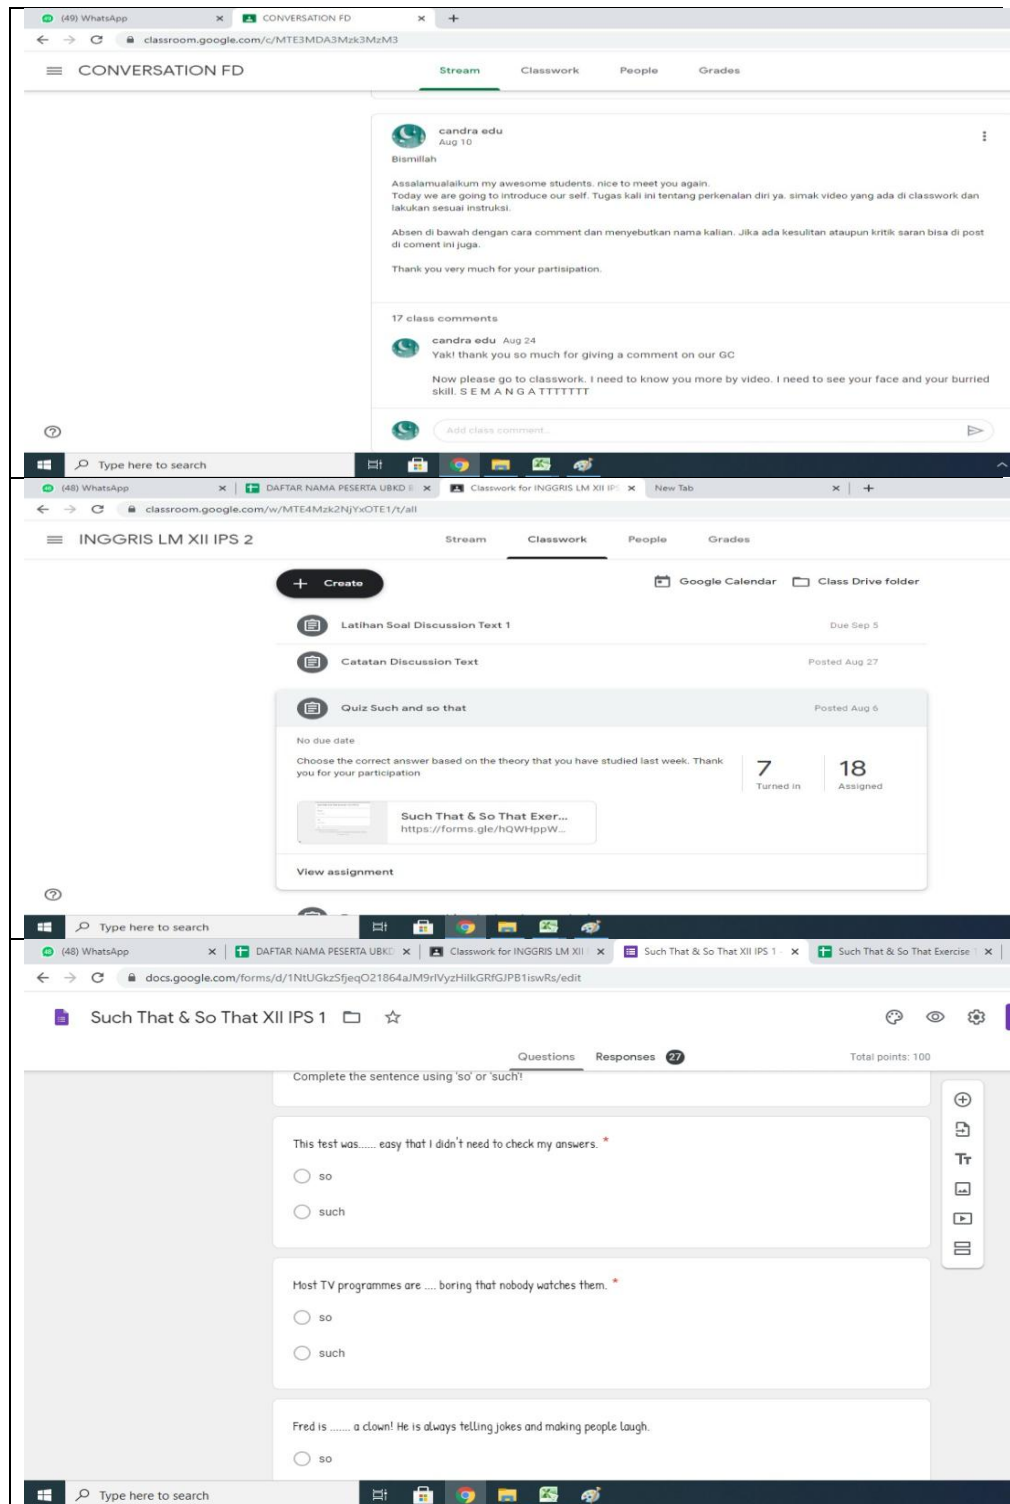 (49) WhatsApp
CONVERSATION FD
classroom.google.com/c/MTE3MDA3Mzk3MzM3
CONVERSATION FD
Stream Classwork People Grades
candra edu
Aug 10
Bismillah
Assalamualaikum my awesome students. nice to meet you again.
Today we are going to introduce our self. Tugas kali ini tentang perkenalan diri ya. simak video yang ada di classwork dan
lakukan sesuai instruksi.
Absen di bawah dengan cara comment dan menyebutkan nama kalian. Jika ada kesulitan ataupun kritik saran bisa di post
di coment ini juga.
Thank you very much for your partisipation.
17 class comments
candra edu Aug 24
Yak! thank you so much for giving a comment on our GC
Now please go to classwork. I need to know you more by video. I need to see your face and your burried
skill. S E M A N G A T T T T T T T
Add class comment...
Type here to search
(48) WhatsApp
DAFTAR NAMA PESERTA UBKD
Classwork for INGGRIS LM XII IPS
New Tab
classroom.google.com/w/MTE4Mzk2NjYxOTE1/t/all
INGGRIS LM XII IPS 2
Stream Classwork People Grades
+ Create
Google Calendar Class Drive folder
Latihan Soal Discussion Text 1 Due Sep 5
Catatan Discussion Text Posted Aug 27
Quiz Such and so that Posted Aug 6
No due date
Choose the correct answer based on the theory that you have studied last week. Thank
you for your participation
7 Turned in
18 Assigned
Such That & So That Exer...
https://forms.gle/hQWHppW...
View assignment
Type here to search
(48) WhatsApp
DAFTAR NAMA PESERTA UBKD
Classwork for INGGRIS LM XII
Such That & So That XII IPS 1 -
Such That & So That Exercise
docs.google.com/forms/d/1NtUGkzSfjeqO21864aJM9rlVyzHilkGRfGJPB1iswRs/edit
Such That & So That XII IPS 1
Questions Responses 27
Total points: 100
Complete the sentence using 'so' or 'such'!
This test was...... easy that I didn't need to check my answers. *
so
such
Most TV programmes are .... boring that nobody watches them. *
so
such
Fred is ....... a clown! He is always telling jokes and making people laugh.
so
Type here to search